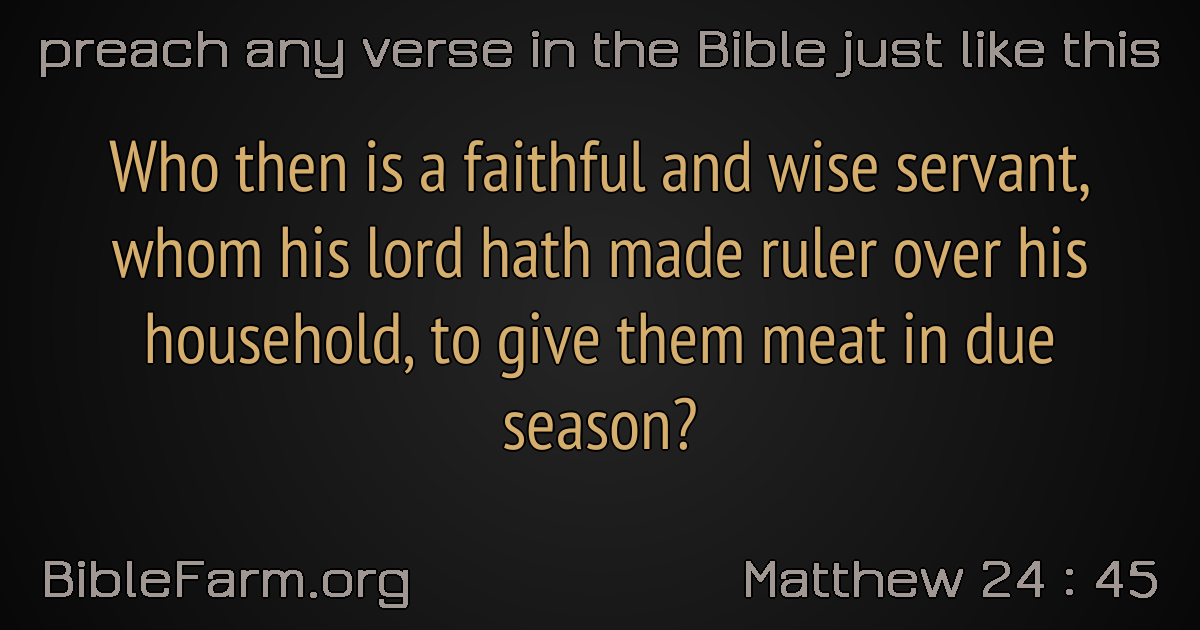 preach any verse in the Bible just like this
Who then is a faithful and wise servant,
whom his lord hath made ruler over his
household, to give them meat in due
season?
BibleFarm.org
Matthew 24 : 45